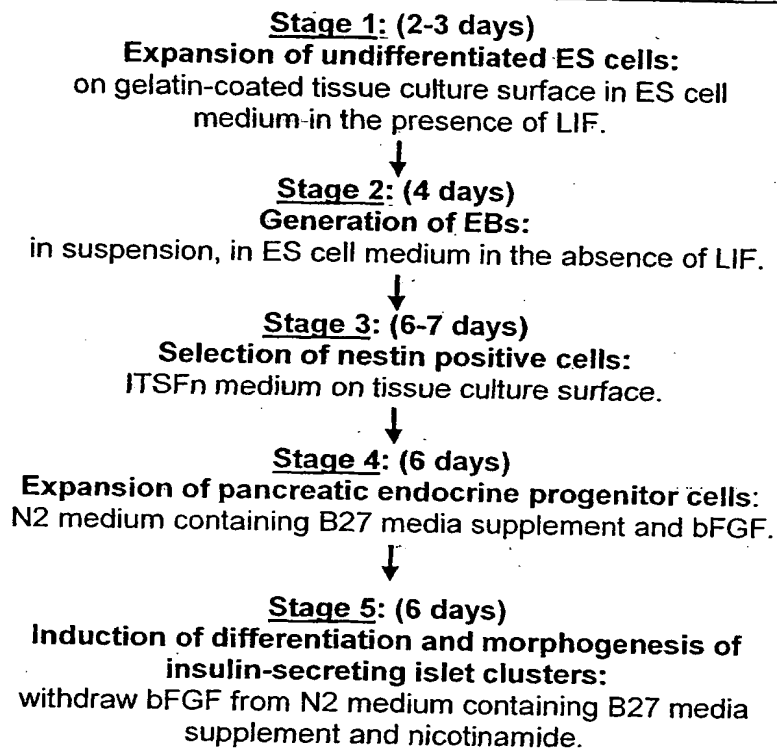 Stage 1: (2-3 days)
Expansion of undifferentiated ES cells:
on gelatin-coated tissue culture surface in ES cell
medium in the presence of LIF.
Stage 2: (4 days)
Generation of EBs:
in suspension, in ES cell medium in the absence of LIF.
Stage 3: (6-7 days)
Selection of nestin positive cells:
ITSFn medium on tissue culture surface.
Stage 4: (6 days)
Expansion of pancreatic endocrine progenitor cells:
N2 medium containing B27 media supplement and bFGF.
Stage 5: (6 days)
Induction of differentiation and morphogenesis of
insulin-secreting islet clusters:
withdraw bFGF from N2 medium containing B27 media
supplement and nicotinamide.